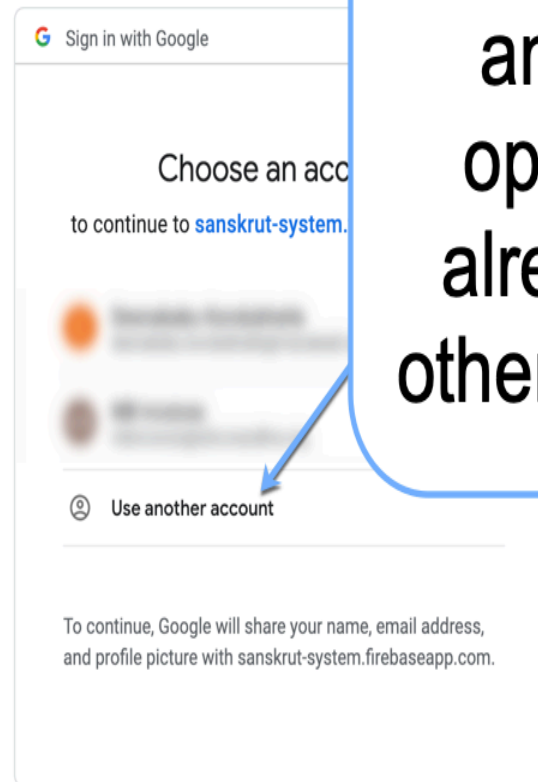 Sign in with Google
Choose an acc
to continue to sanskrut-system.
Use another account
To continue, Google will share your name, email address,
and profile picture with sanskrut-system.firebaseapp.com.
an
op
alre
other